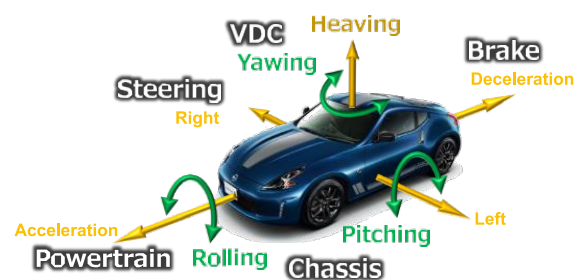 Heaving
VDC
Yawing
Brake
Deceleration
Steering
Right
Acceleration
Powertrain
Rolling
Pitching
Left
Chassis